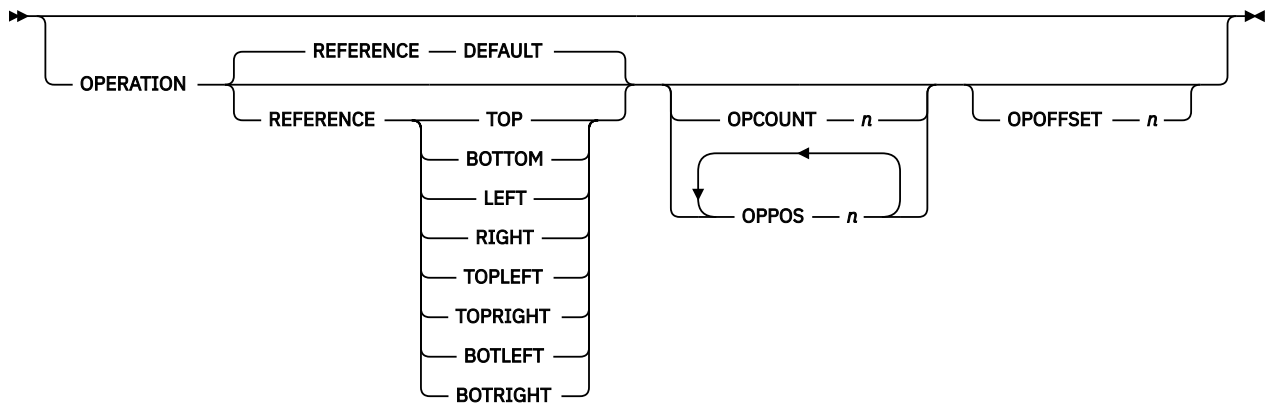 REFERENCE DEFAULT
OPERATION
REFERENCE TOP OPCOUNT n OPOFFSET n
BOTTOM
LEFT
OPPOS n
RIGHT
TOPLEFT
TOPRIGHT
BOTLEFT
BOTRIGHT